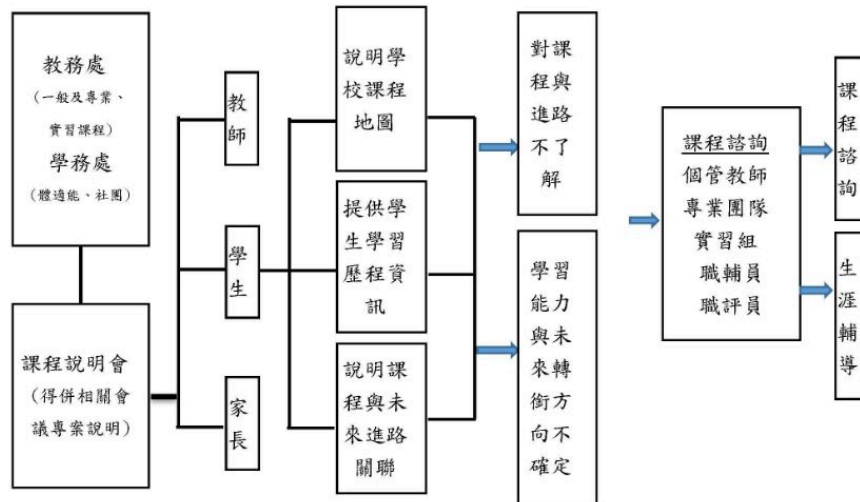 教務處
（一般及專業、
實習課程）
學務處
（體適能、社團）
課程說明會
（得併相關會
議專案說明）
教
師
學
生
家
長
說明學
校課程
地圖
提供學
生學習
歷程資
訊
說明課
程與未
來進路
關聯
對課
程與
進路
不了
解
學習
能力
與未
來轉
銜方
向不
確定
課程諮詢
個管教師
專業團隊
實習組
職輔員
職評員
課
程
諮
詢
生
涯
輔
導